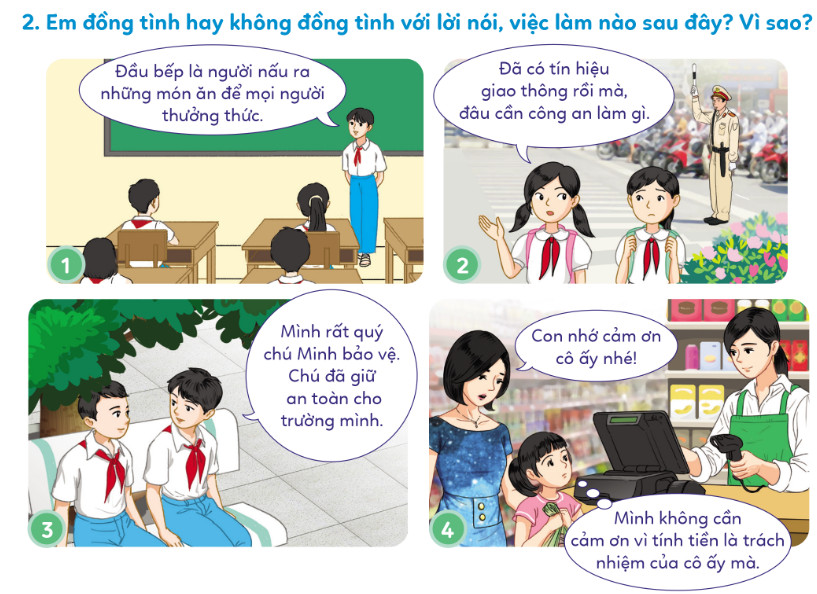 2. Em đồng tình hay không đồng tình với lời nói, việc làm nào sau đây? Vì sao?
Đầu bếp là người nấu ra
những món ăn để mọi người
thưởng thức.
1
Đã có tín hiệu
giao thông rồi mà,
đâu cần công an làm gì.
2
Mình rất quý
chú Minh bảo vệ.
Chú đã giữ
an toàn cho
trường mình.
3
Con nhớ cảm ơn
cô ấy nhé!
4
Mình không cần
cảm ơn vì tính tiền là trách
nhiệm của cô ấy mà.